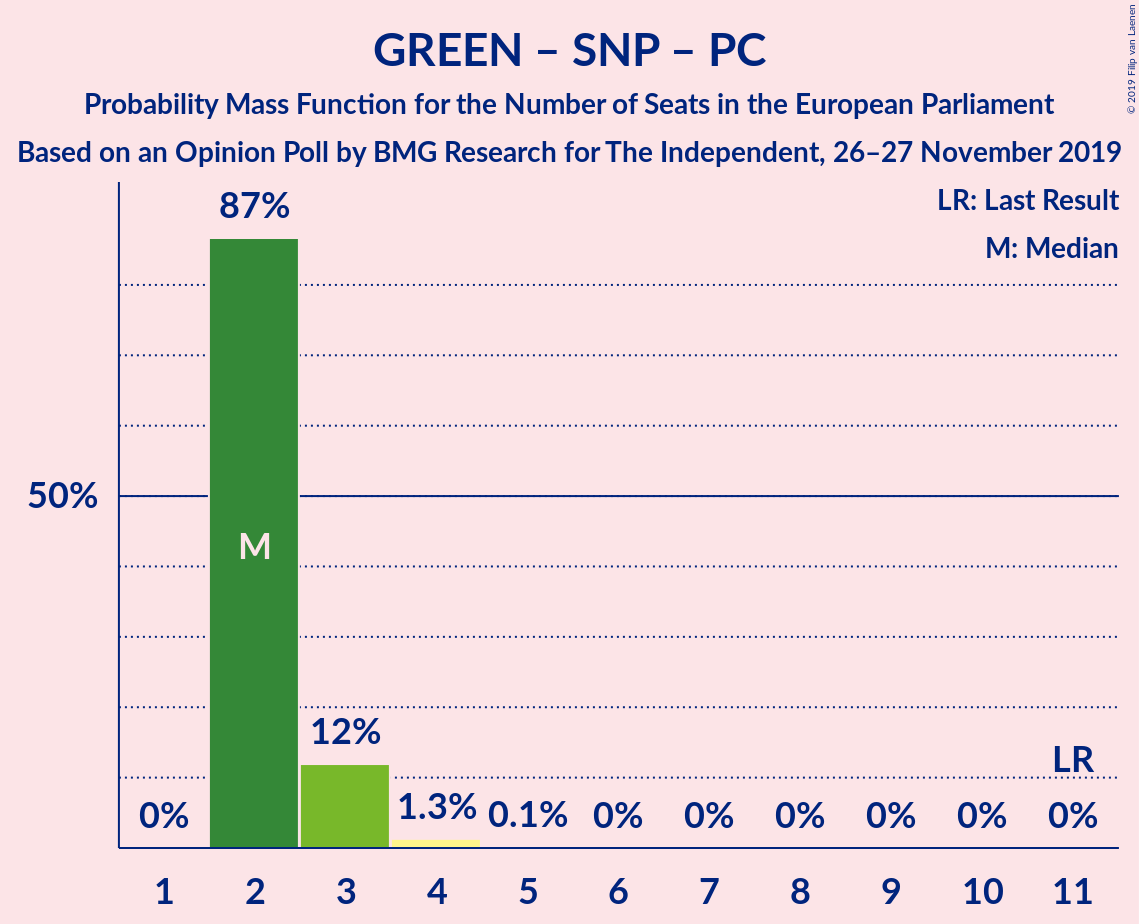 GREEN – SNP – PC
Probability Mass Function for the Number of Seats in the European Parliament
Based on an Opinion Poll by BMG Research for The Independent, 26–27 November 2019
© 2019 Filip van Laenen
LR: Last Result
M: Median
87%
50%
M
12%
LR
0% 1.3% 0.1% 0% 0% 0% 0% 0% 0%
1 2 3 4 5 6 7 8 9 10 11